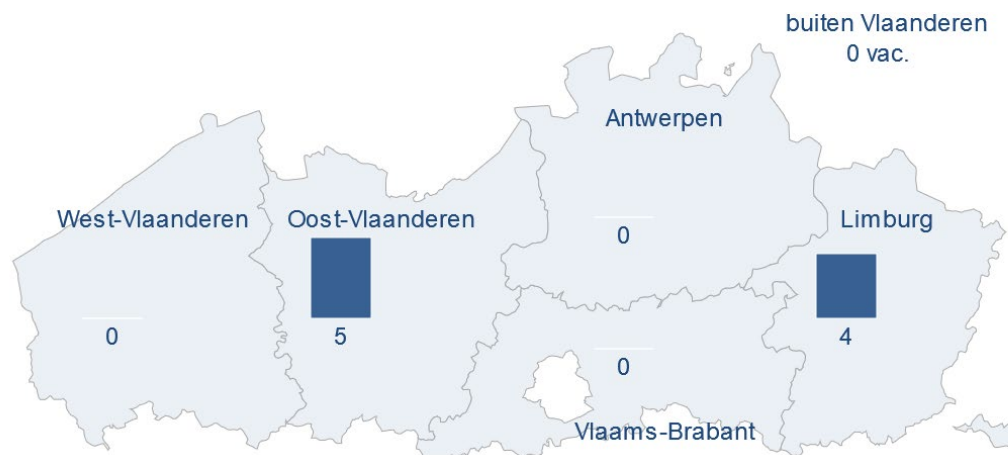 buiten Vlaanderen
0 vac.
Antwerpen
0
West-Vlaanderen
0
Oost-Vlaanderen
5
Limburg
4
0
Vlaams-Brabant